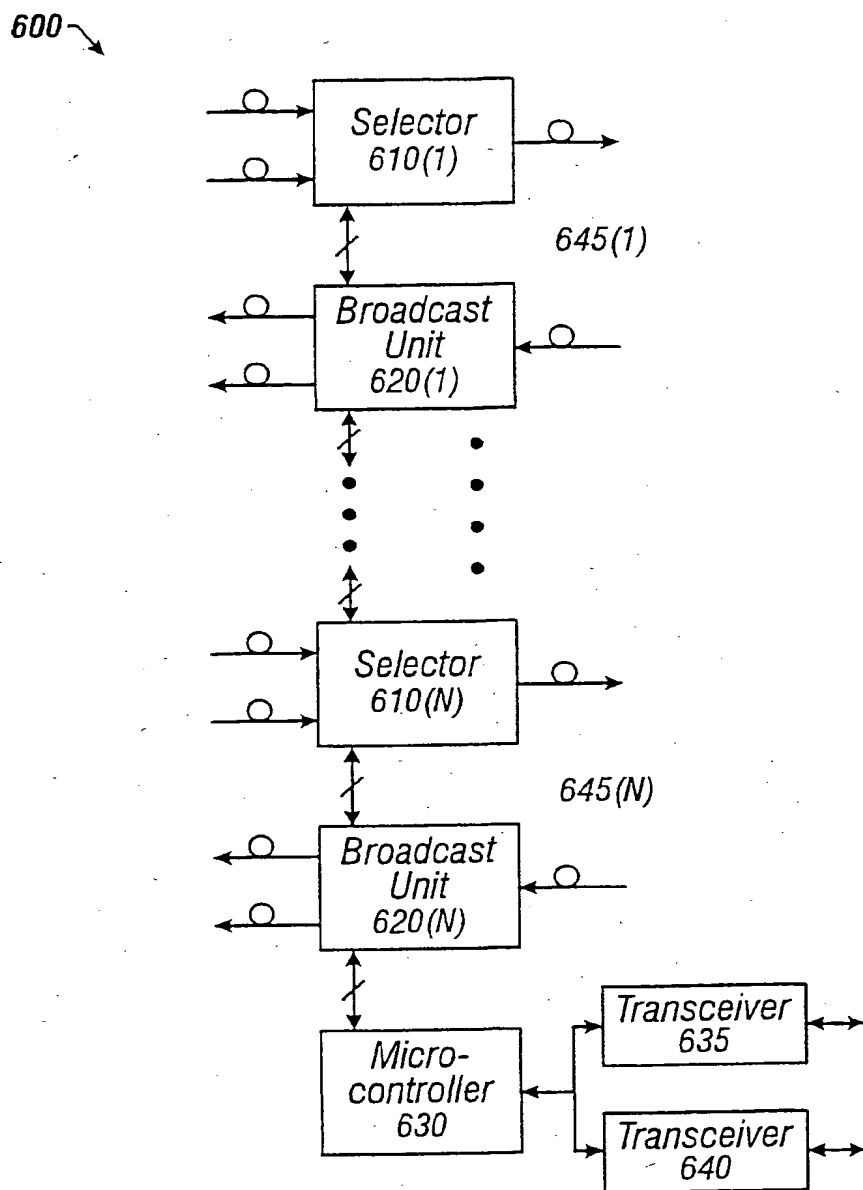 600
Selector
610(1)
645(1)
Broadcast
Unit
620(1)
Selector
610(N)
645(N)
Broadcast
Unit
620(N)
Micro-
controller
630
Transceiver
635
Transceiver
640